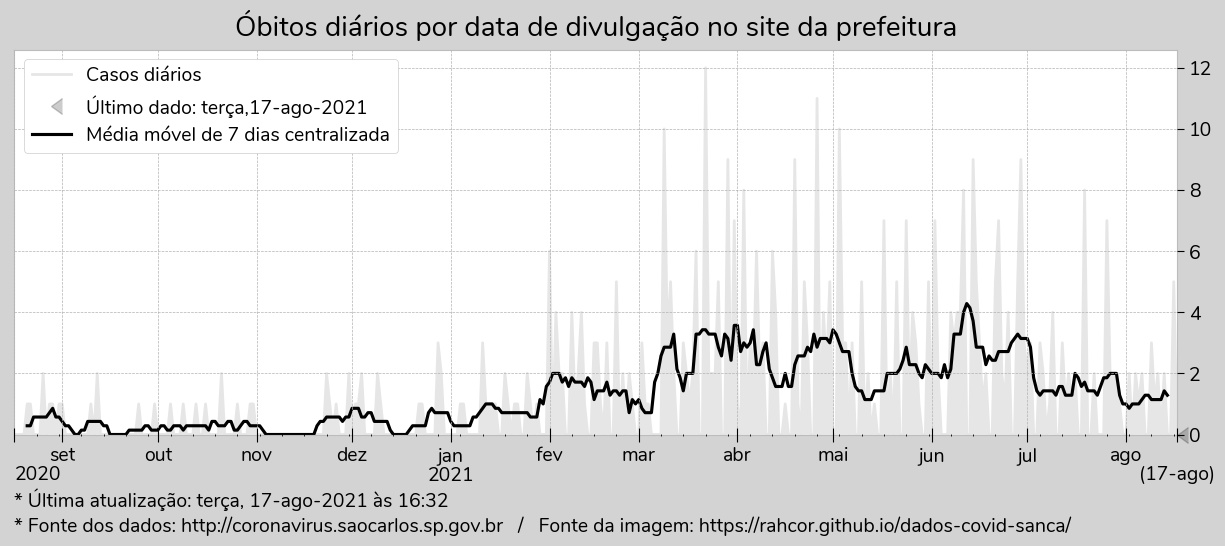 Óbitos diários por data de divulgação no site da prefeitura
Casos diários
Último dado: terça,17-ago-2021
Média móvel de 7 dias centralizada
12
10
8
6
4
2
0
set out nov dez jan fev mar abr mai jun jul ago
2020 2021 (17-ago)
* Última atualização: terça, 17-ago-2021 às 16:32
* Fonte dos dados: http://coronavirus.saocarlos.sp.gov.br / Fonte da imagem: https://rahcor.github.io/dados-covid-sanca/